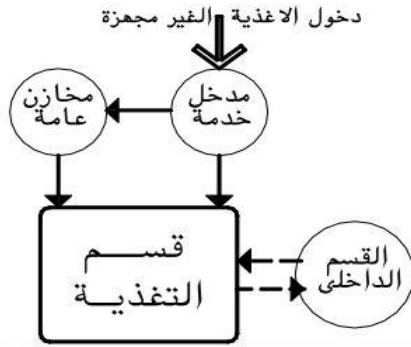 دخول الاغذية الغير مجهزة
مدخل
خدمة
مخازن
عامة
قسم
التغذية
القسم
الداخلى